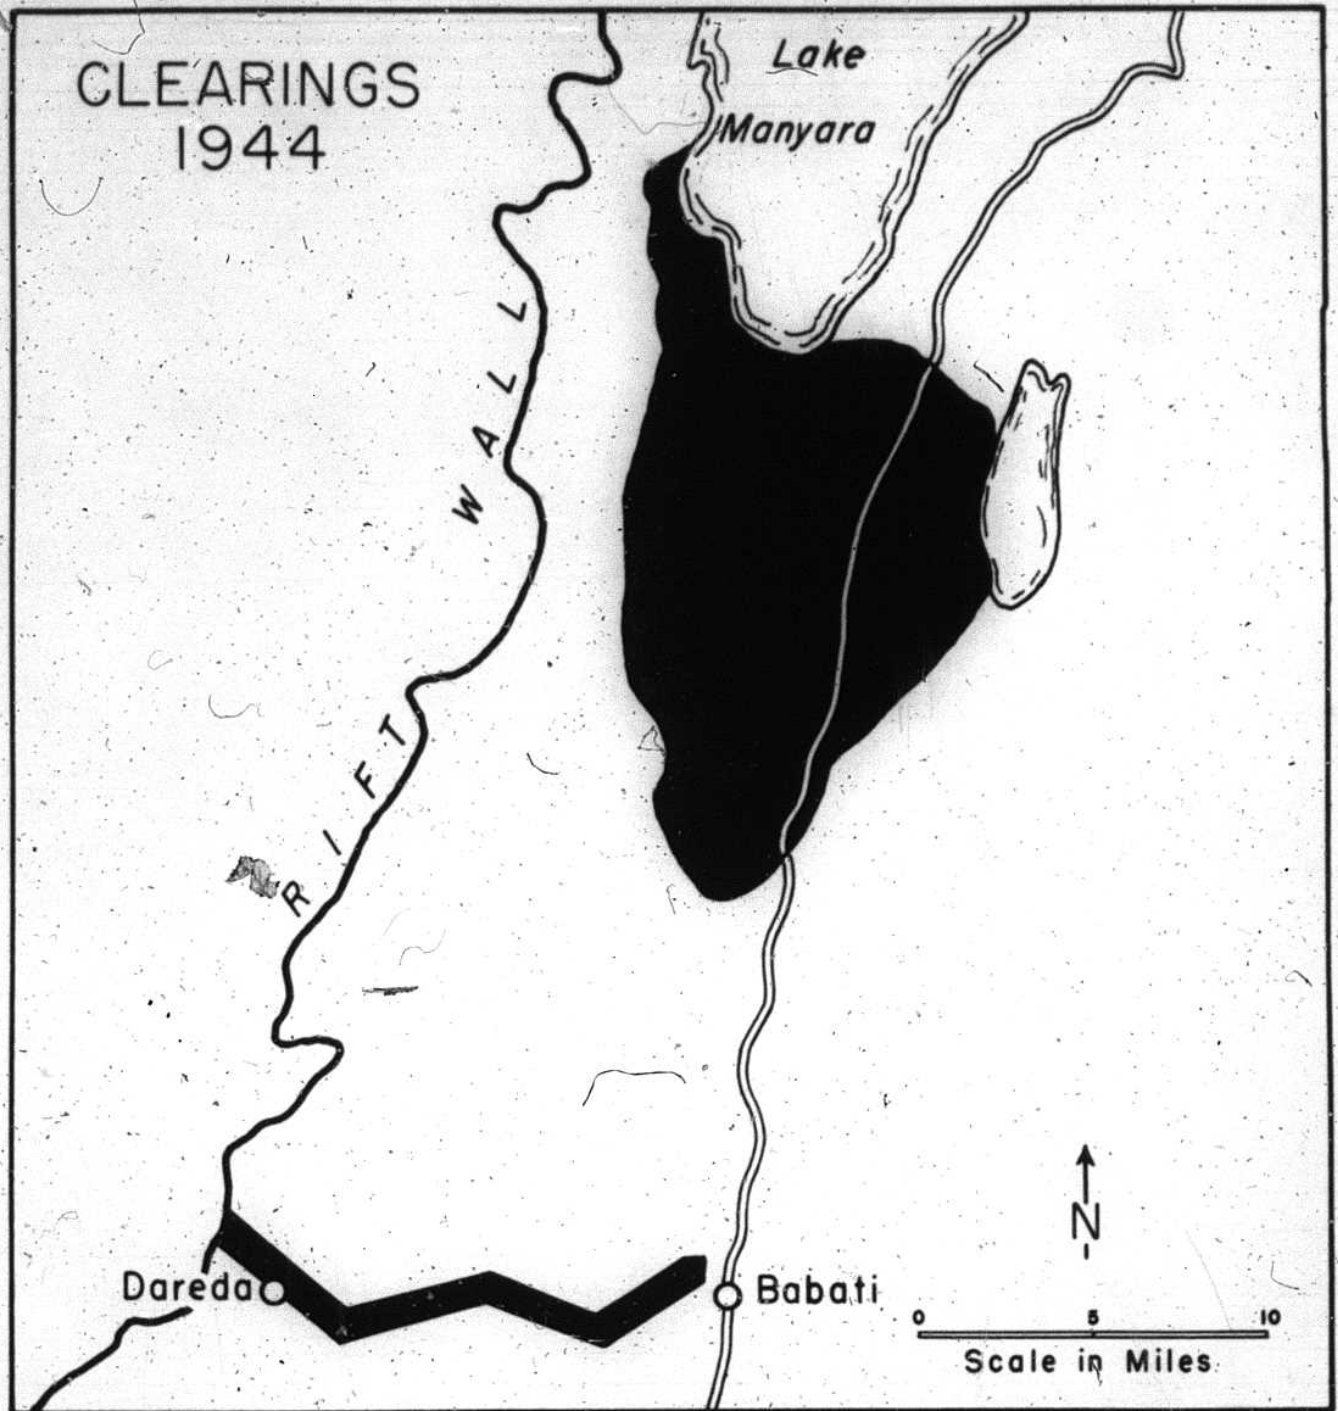 CLEARINGS
1944
Lake
Manyara
RIFT WALL
Dareda
Babati
N
0 5 10
Scale in Miles